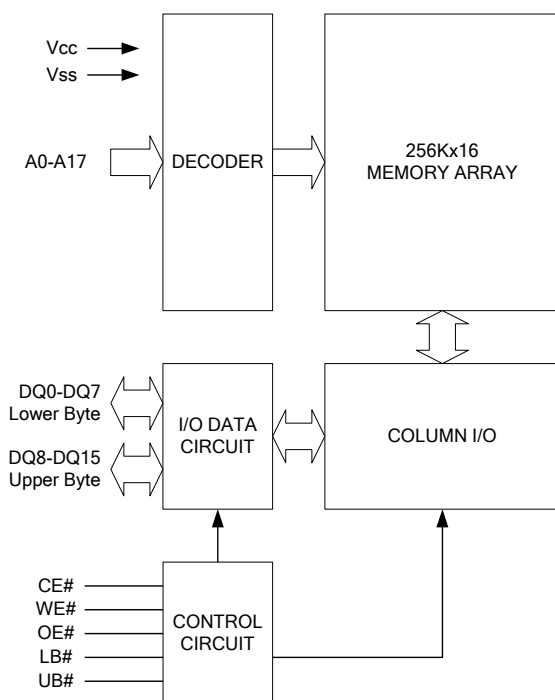 Vcc
Vss
A0-A17
DECODER
256Kx16
MEMORY ARRAY
DQ0-DQ7
Lower Byte
DQ8-DQ15
Upper Byte
I/O DATA
CIRCUIT
COLUMN I/O
CE#
WE#
OE#
LB#
UB#
CONTROL
CIRCUIT